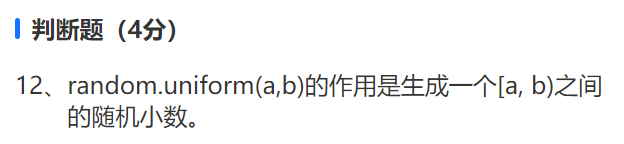 判断题（4分）
12、random.uniform(a,b)的作用是生成一个[a, b)之间
的随机小数。